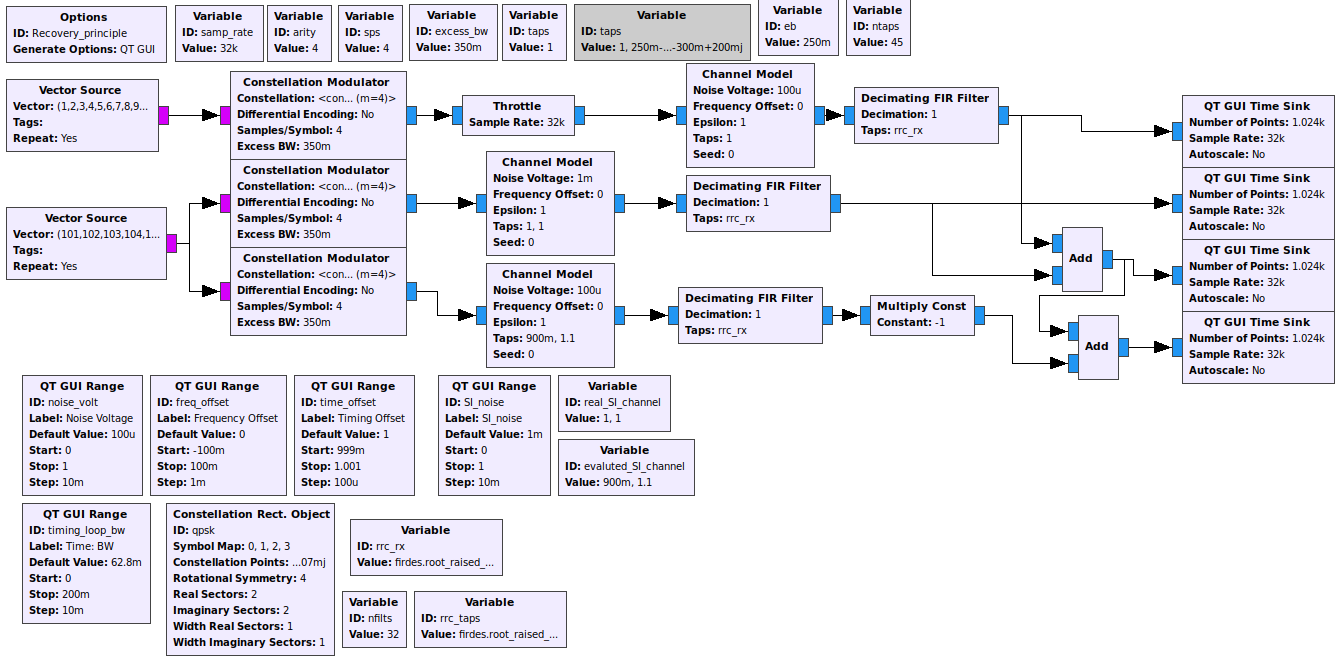 Options
ID: Recovery_principle
Generate Options: QT GUI
Variable
ID: samp_rate
Value: 32k
Variable
ID: arity
Value: 4
Variable
ID: sps
Value: 4
Variable
ID: excess_bw
Value: 350m
Variable
ID: taps
Value: 1
Variable
ID: taps
Value: 1, 250m-...-300m+200mj
Variable
ID: eb
Value: 250m
Variable
ID: ntaps
Value: 45
Vector Source
Vector: (1,2,3,4,5,6,7,8,9...
Tags:
Repeat: Yes
Constellation Modulator
Constellation: <con... (m=4)>
Differential Encoding: No
Samples/Symbol: 4
Excess BW: 350m
Throttle
Sample Rate: 32k
Channel Model
Noise Voltage: 100u
Frequency Offset: 0
Epsilon: 1
Taps: 1
Seed: 0
Decimating FIR Filter
Decimation: 1
Taps: rrc_rx
QT GUI Time Sink
Number of Points: 1.024k
Sample Rate: 32k
Autoscale: No
Vector Source
Vector: (101,102,103,104,1...
Tags:
Repeat: Yes
Constellation Modulator
Constellation: <con... (m=4)>
Differential Encoding: No
Samples/Symbol: 4
Excess BW: 350m
Channel Model
Noise Voltage: 1m
Frequency Offset: 0
Epsilon: 1
Taps: 1, 1
Seed: 0
Decimating FIR Filter
Decimation: 1
Taps: rrc_rx
QT GUI Time Sink
Number of Points: 1.024k
Sample Rate: 32k
Autoscale: No
Constellation Modulator
Constellation: <con... (m=4)>
Differential Encoding: No
Samples/Symbol: 4
Excess BW: 350m
Channel Model
Noise Voltage: 100u
Frequency Offset: 0
Epsilon: 1
Taps: 900m, 1.1
Seed: 0
Decimating FIR Filter
Decimation: 1
Taps: rrc_rx
Multiply Const
Constant: -1
Add
QT GUI Time Sink
Number of Points: 1.024k
Sample Rate: 32k
Autoscale: No
Add
QT GUI Time Sink
Number of Points: 1.024k
Sample Rate: 32k
Autoscale: No
QT GUI Range
ID: noise_volt
Label: Noise Voltage
Default Value: 100u
Start: 0
Stop: 1
Step: 10m
QT GUI Range
ID: freq_offset
Label: Frequency Offset
Default Value: 0
Start: -100m
Stop: 100m
Step: 1m
QT GUI Range
ID: time_offset
Label: Timing Offset
Default Value: 1
Start: 999m
Stop: 1.001
Step: 100u
QT GUI Range
ID: SI_noise
Label: SI_noise
Default Value: 1m
Start: 0
Stop: 1
Step: 10m
Variable
ID: real_SI_channel
Value: 1, 1
Variable
ID: evaluted_SI_channel
Value: 900m, 1.1
QT GUI Range
ID: timing_loop_bw
Label: Time: BW
Default Value: 62.8m
Start: 0
Stop: 200m
Step: 10m
Constellation Rect. Object
ID: qpsk
Symbol Map: 0, 1, 2, 3
Constellation Points: ...07mj
Rotational Symmetry: 4
Real Sectors: 2
Imaginary Sectors: 2
Width Real Sectors: 1
Width Imaginary Sectors: 1
Variable
ID: rrc_rx
Value: firdes.root_raised_...
Variable
ID: nfilts
Value: 32
Variable
ID: rrc_taps
Value: firdes.root_raised_...